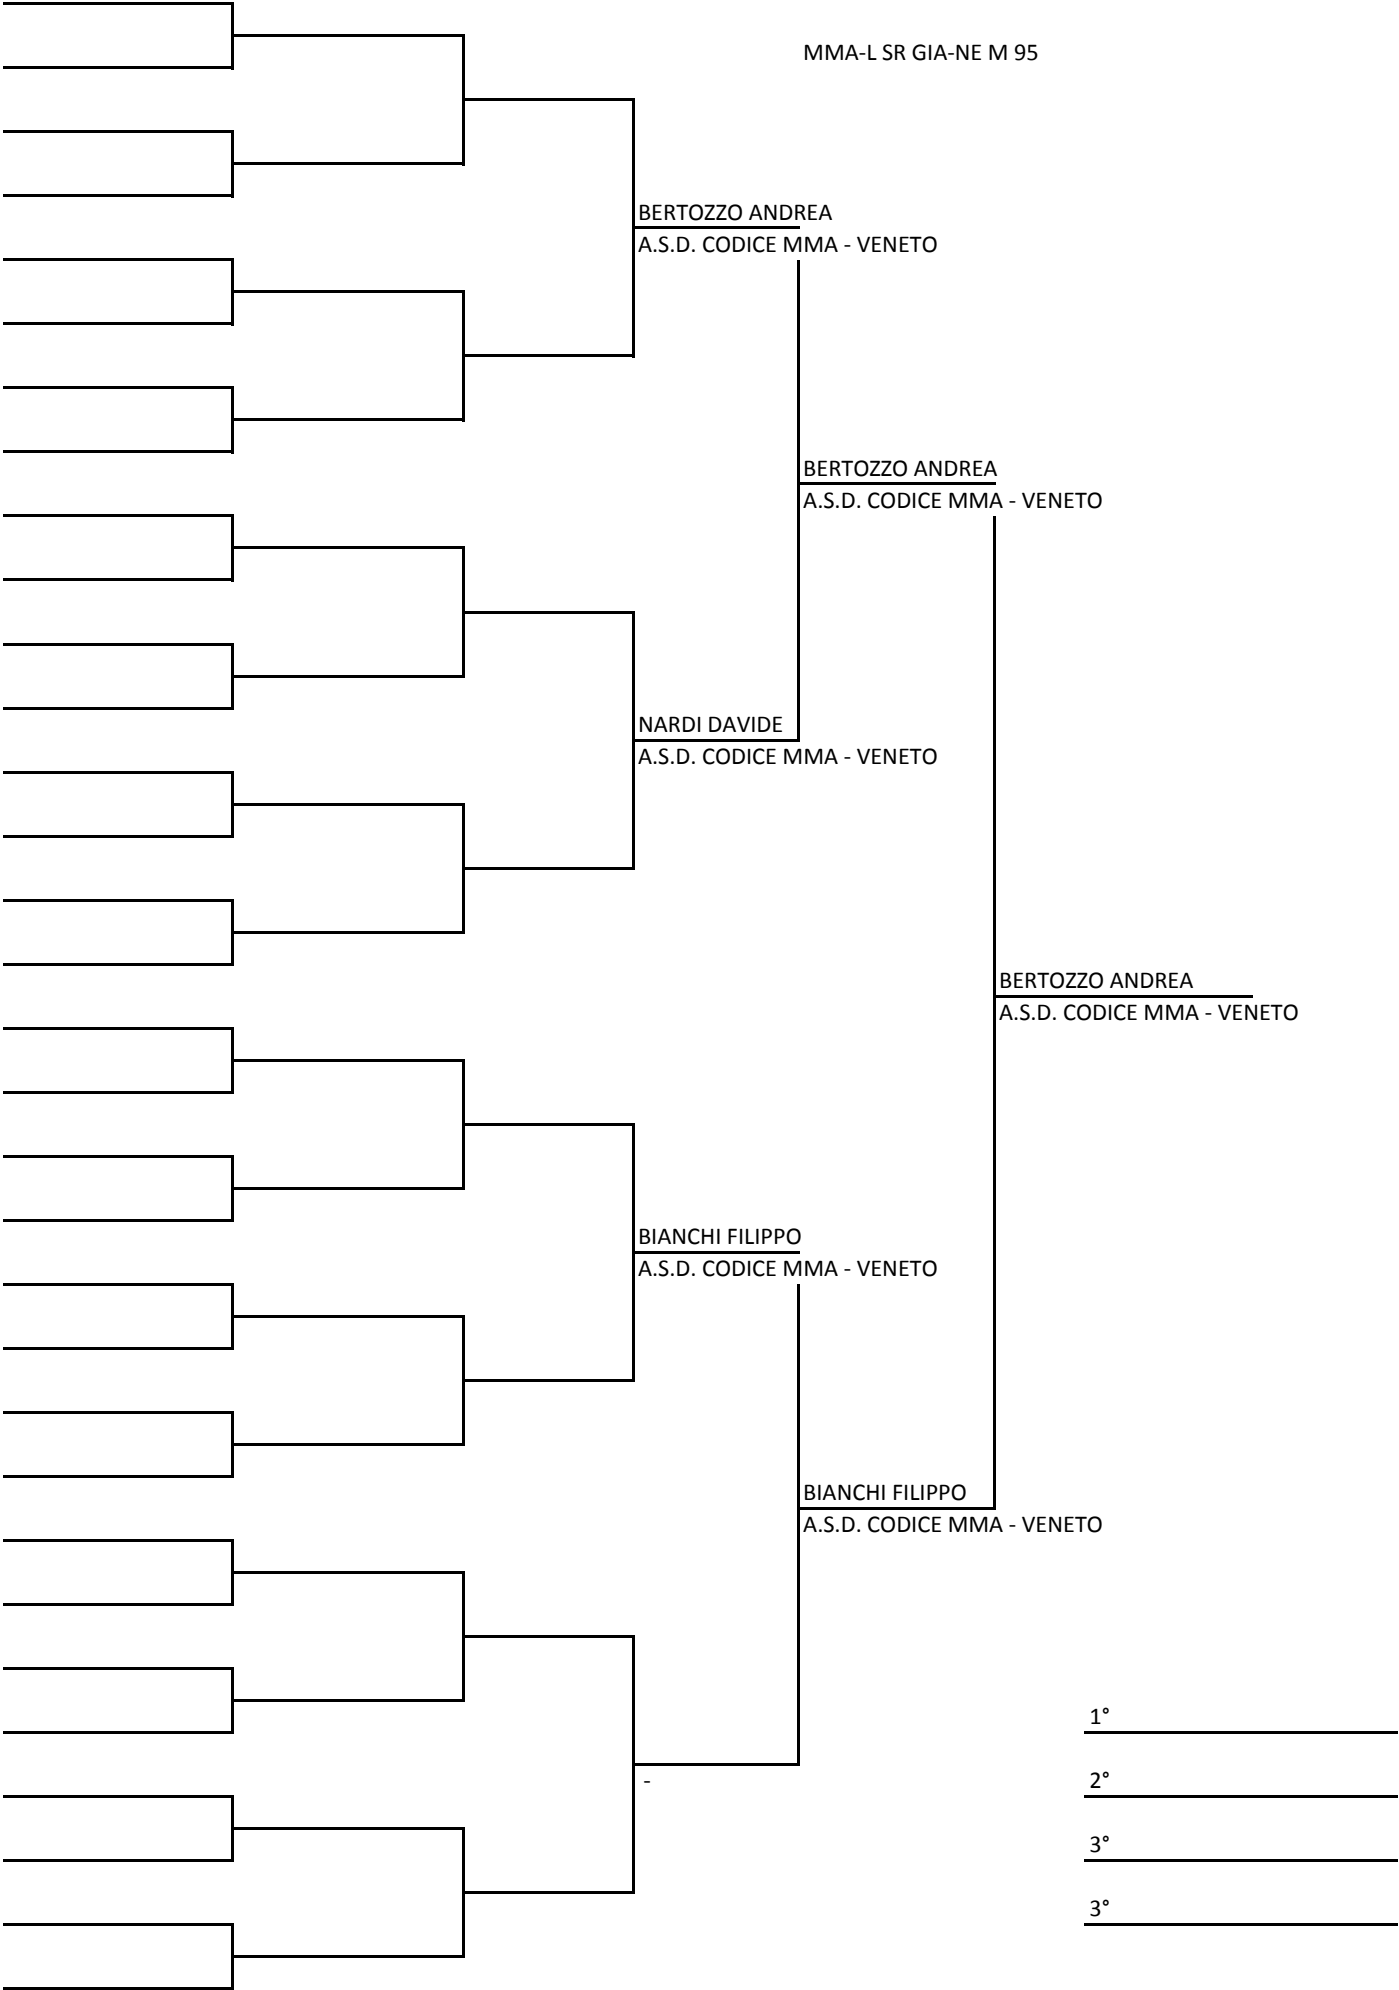 MMA-L SR GIA-NE M 95
BERTOZZO ANDREA
A.S.D. CODICE MMA - VENETO
BERTOZZO ANDREA
A.S.D. CODICE MMA - VENETO
NARDI DAVIDE
A.S.D. CODICE MMA - VENETO
BERTOZZO ANDREA
A.S.D. CODICE MMA - VENETO
BIANCHI FILIPPO
A.S.D. CODICE MMA - VENETO
BIANCHI FILIPPO
A.S.D. CODICE MMA - VENETO
1°
-
2°
3°
3°